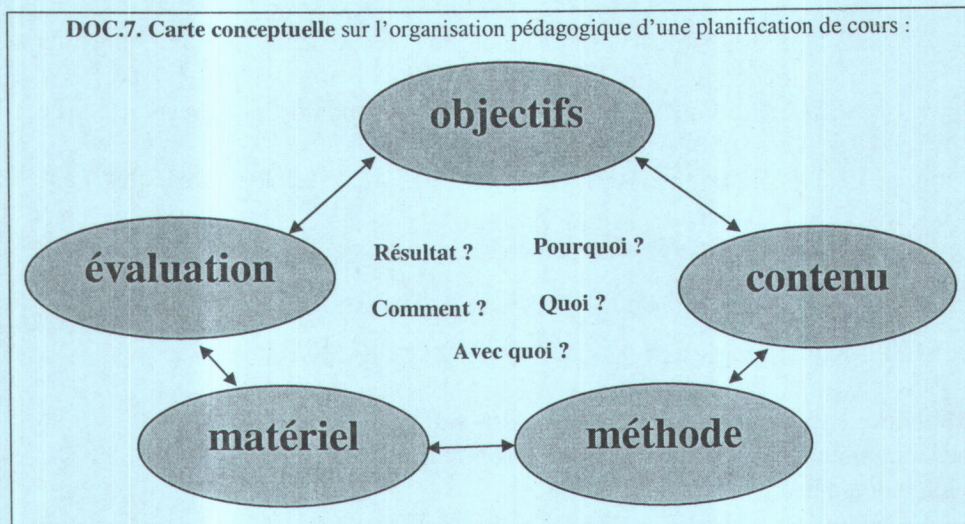 DOC.7. Carte conceptuelle sur l'organisation pédagogique d'une planification de cours :
objectifs
évaluation
Résultat ? Pourquoi ?
contenu
Comment ? Quoi ?
Avec quoi ?
matériel
méthode